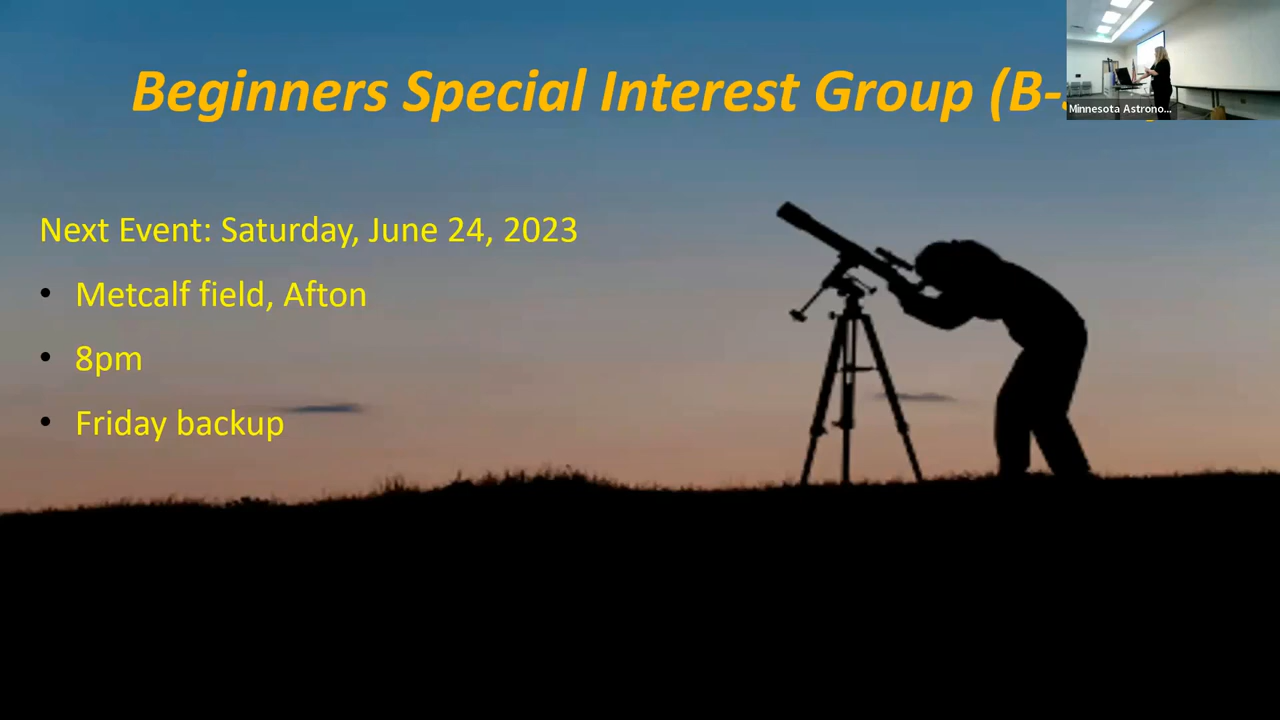 Beginners Special Interest Group (B-
Minnesota Astrono...
Next Event: Saturday, June 24, 2023
• Metcalf field, Afton
• 8pm
• Friday backup